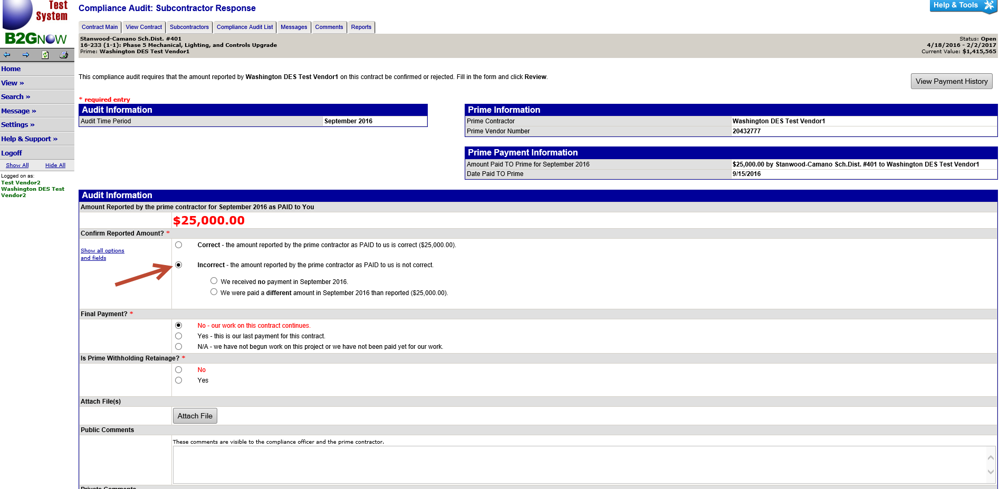 Test
System
B2GNOW
Home
View »
Search »
Message »
Settings »
Help & Support »
Logoff
Show All Hide All
Logged on as:
Test Vendor2
Washington DES Test
Vendor2
Compliance Audit: Subcontractor Response
Help & Tools
Contract Main View Contract Subcontractors Compliance Audit List Messages Comments Reports
Stanwood-Camano Sch.Dist. #401
16-233 (1-1): Phase 5 Mechanical, Lighting, and Controls Upgrade
Prime: Washington DES Test Vendor1
Status: Open
4/18/2016 - 2/2/2017
Current Value: $1,415,565
This compliance audit requires that the amount reported by Washington DES Test Vendor1 on this contract be confirmed or rejected. Fill in the form and click Review.
View Payment History
* required entry
Audit Information
Audit Time Period September 2016
Prime Information
Prime Contractor Washington DES Test Vendor1
Prime Vendor Number 20432777
Prime Payment Information
Amount Paid TO Prime for September 2016 $25,000.00 by Stanwood-Camano Sch.Dist. #401 to Washington DES Test Vendor1
Date Paid TO Prime 9/15/2016
Audit Information
Amount Reported by the prime contractor for September 2016 as PAID to You
$25,000.00
Confirm Reported Amount? *
Show all options
and fields
Correct - the amount reported by the prime contractor as PAID to us is correct ($25,000.00).
Incorrect - the amount reported by the prime contractor as PAID to us is not correct.
We received no payment in September 2016.
We were paid a different amount in September 2016 than reported ($25,000.00).
Final Payment? *
No - our work on this contract continues.
Yes - this is our last payment for this contract.
N/A - we have not begun work on this project or we have not been paid yet for our work.
Is Prime Withholding Retainage? *
No
Yes
Attach File(s)
Attach File
Public Comments
These comments are visible to the compliance officer and the prime contractor.
Private Comments